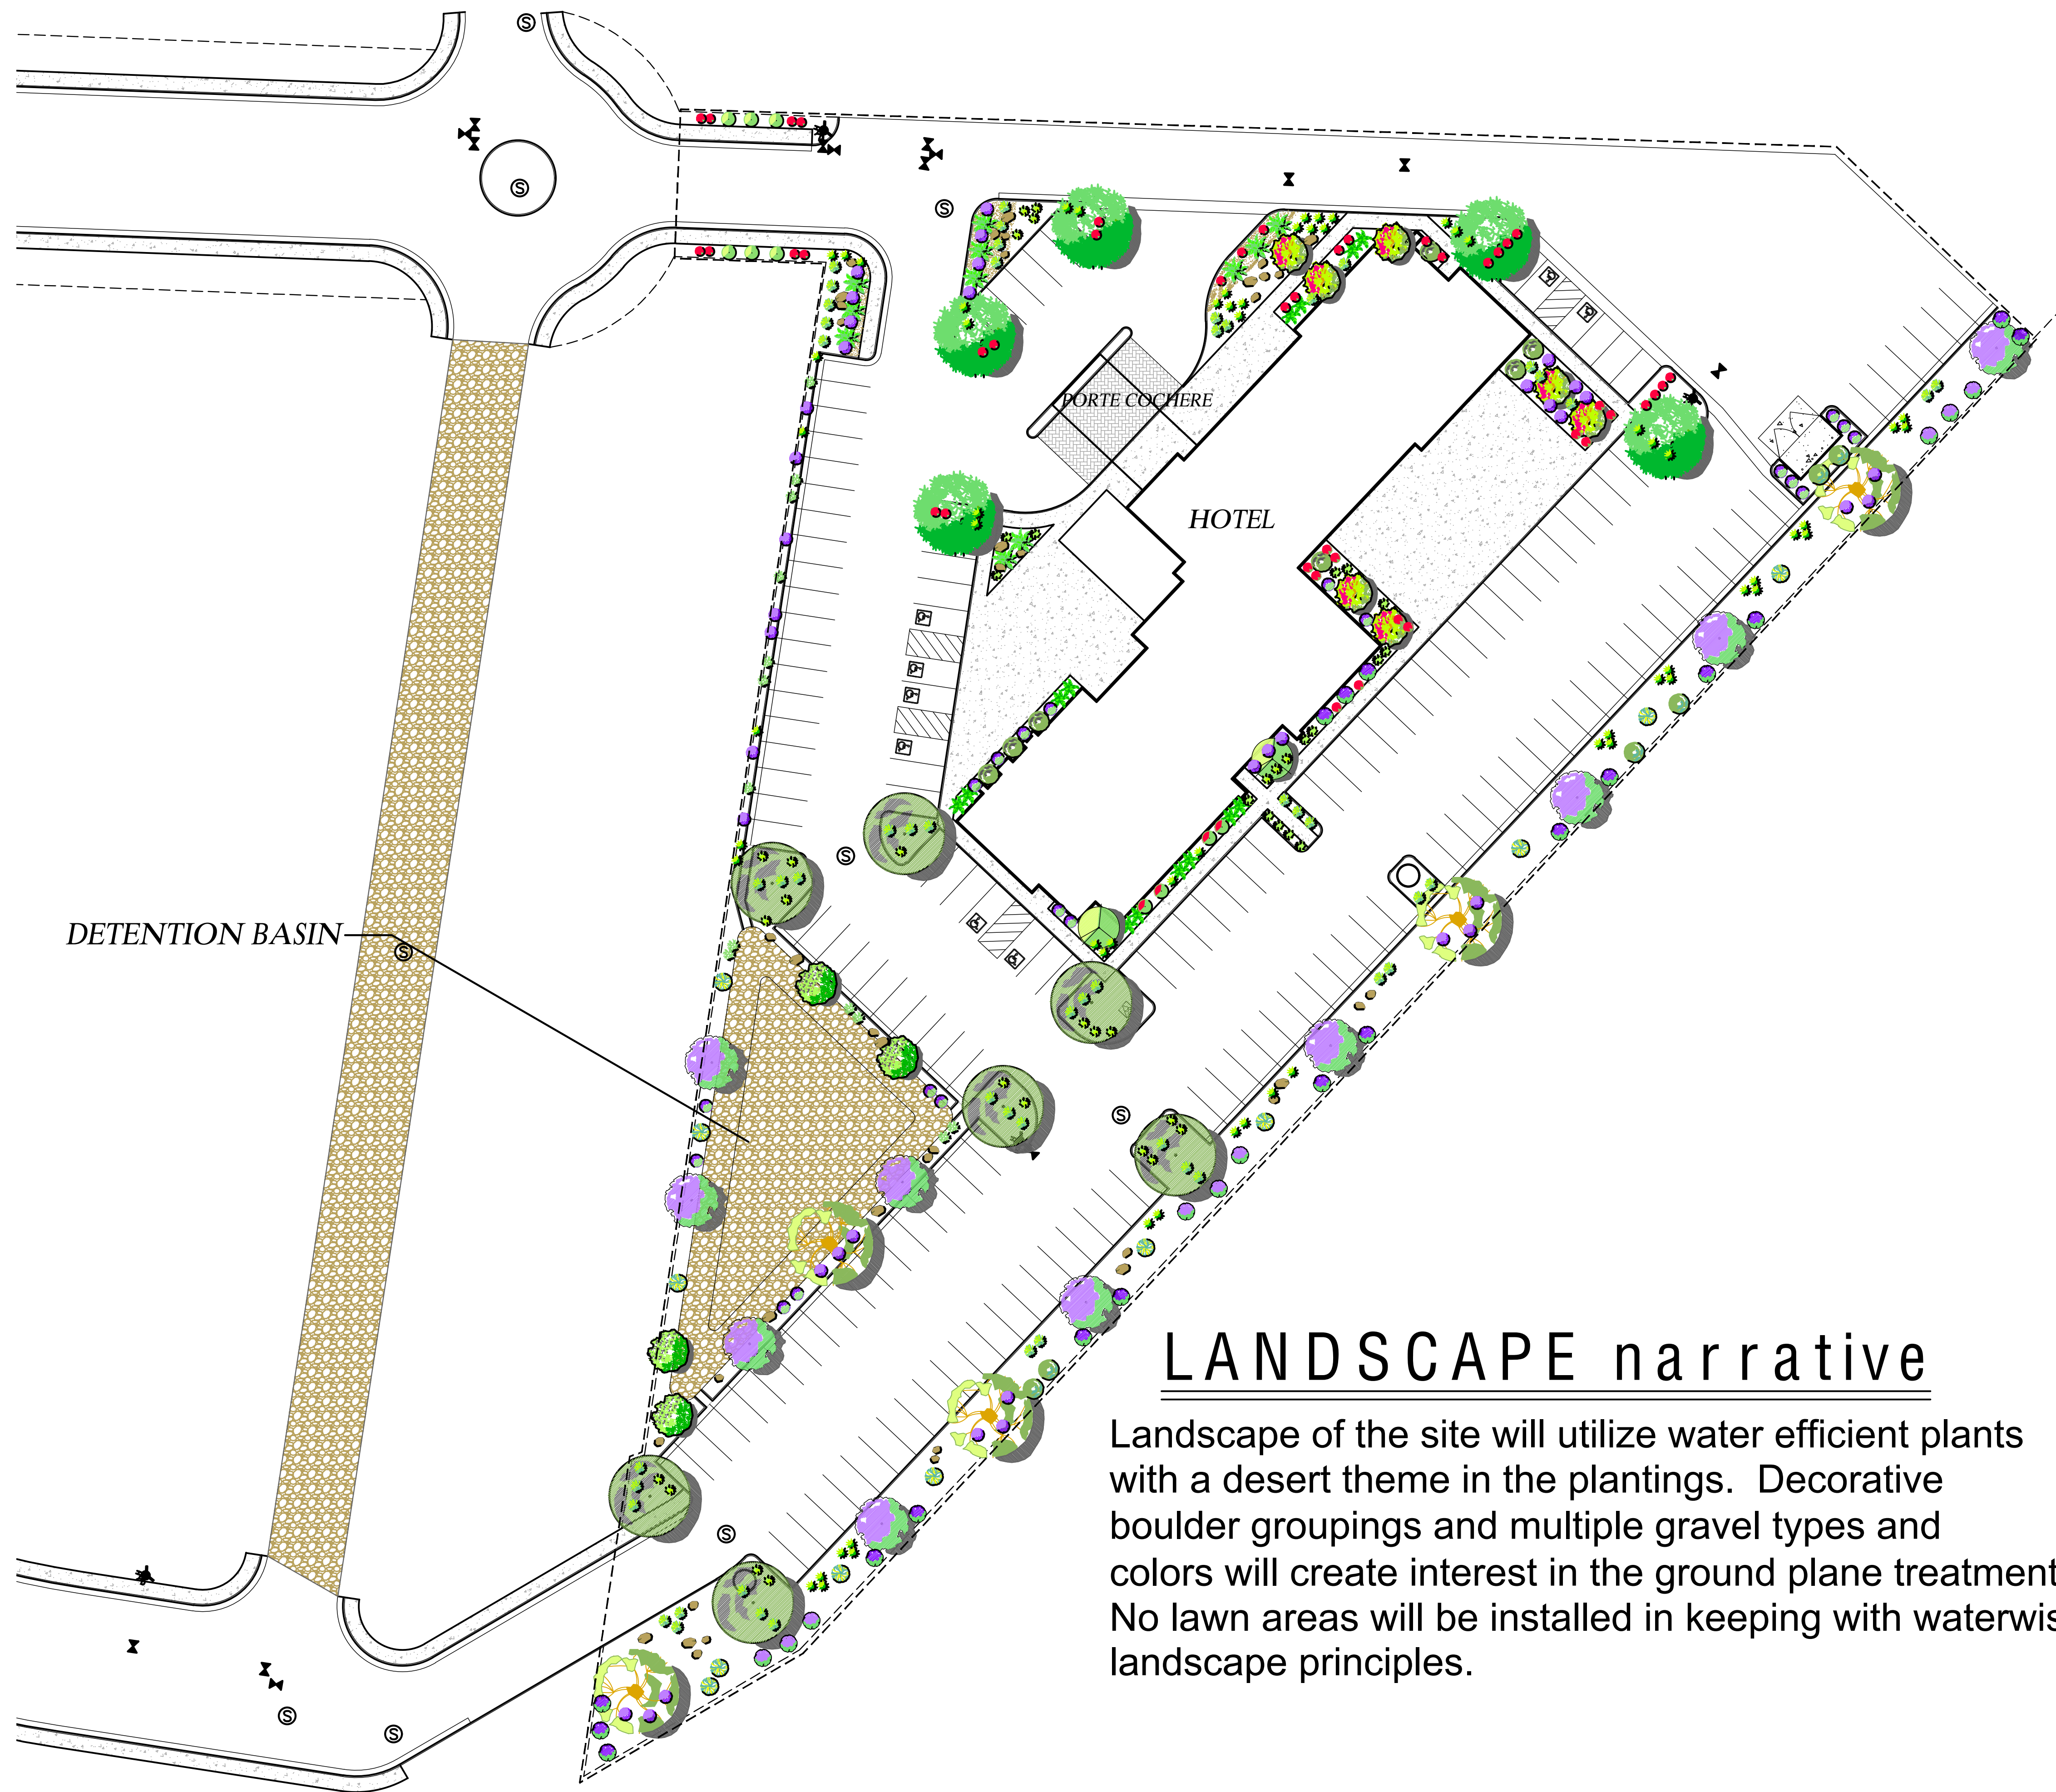 PORTE COCHERE
HOTEL
DETENTION BASIN
S
S
S
S
S
S
S
S
S
LANDSCAPE narrative
Landscape of the site will utilize water efficient plants
with a desert theme in the plantings. Decorative
boulder groupings and multiple gravel types and
colors will create interest in the ground plane treatment
No lawn areas will be installed in keeping with waterwis
landscape principles.